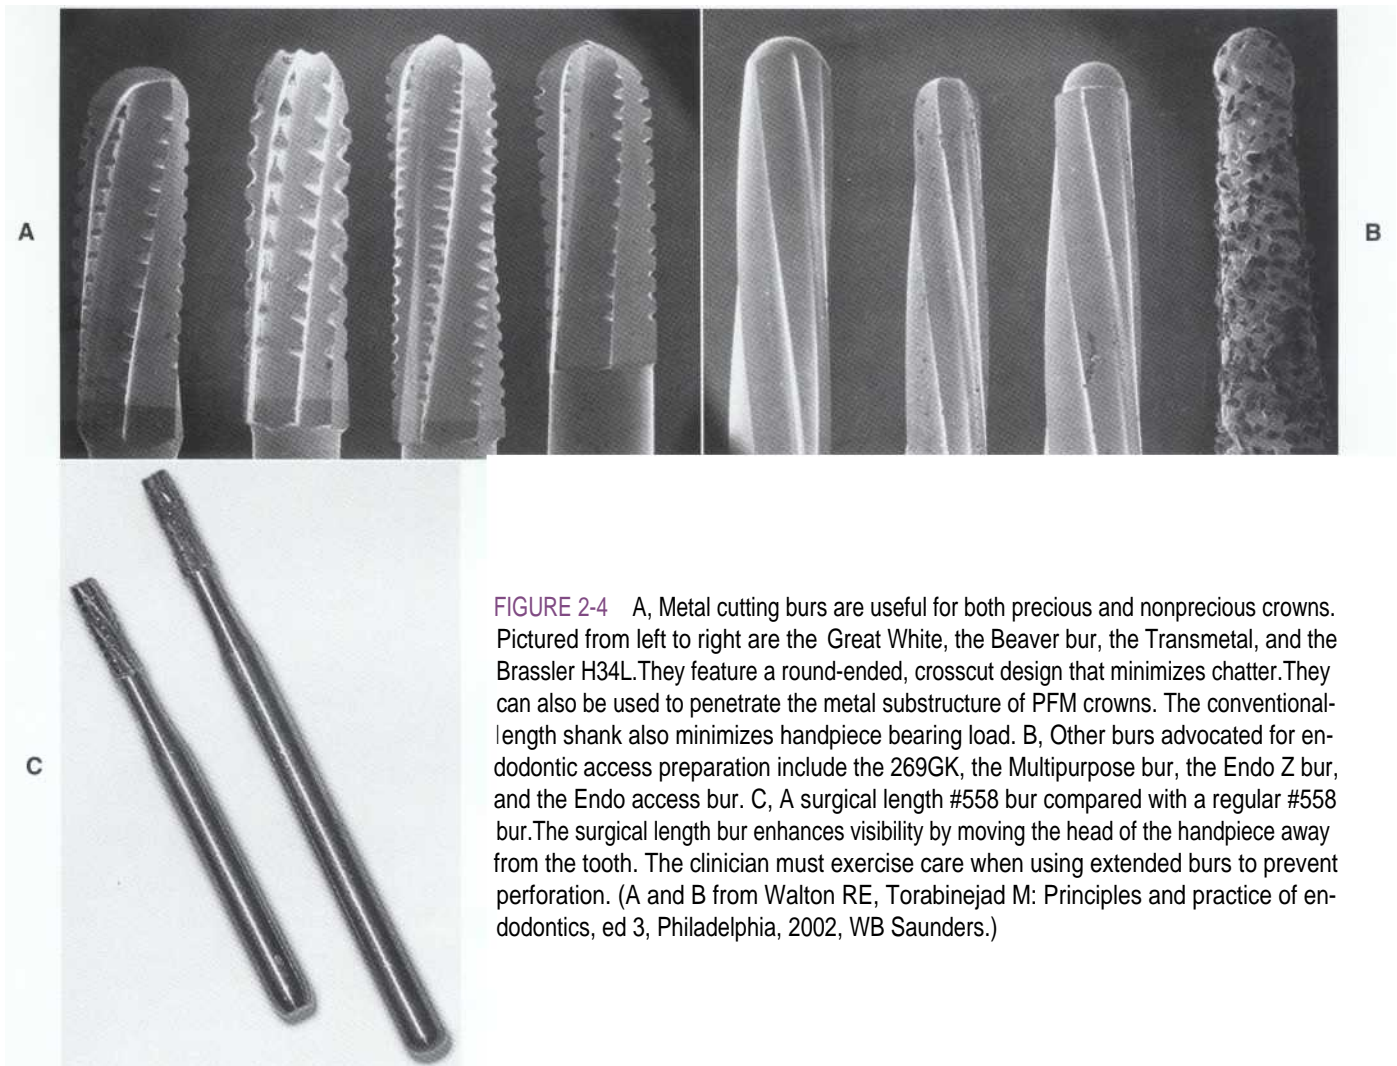 A
B
C
FIGURE 2-4 A, Metal cutting burs are useful for both precious and nonprecious crowns.
Pictured from left to right are the Great White, the Beaver bur, the Transmetal, and the
Brassler H34L.They feature a round-ended, crosscut design that minimizes chatter.They
can also be used to penetrate the metal substructure of PFM crowns. The conventional-
length shank also minimizes handpiece bearing load. B, Other burs advocated for en-
dodontic access preparation include the 269GK, the Multipurpose bur, the Endo Z bur,
and the Endo access bur. C, A surgical length #558 bur compared with a regular #558
bur.The surgical length bur enhances visibility by moving the head of the handpiece away
from the tooth. The clinician must exercise care when using extended burs to prevent
perforation. (A and B from Walton RE, Torabinejad M: Principles and practice of en-
dodontics, ed 3, Philadelphia, 2002, WB Saunders.)